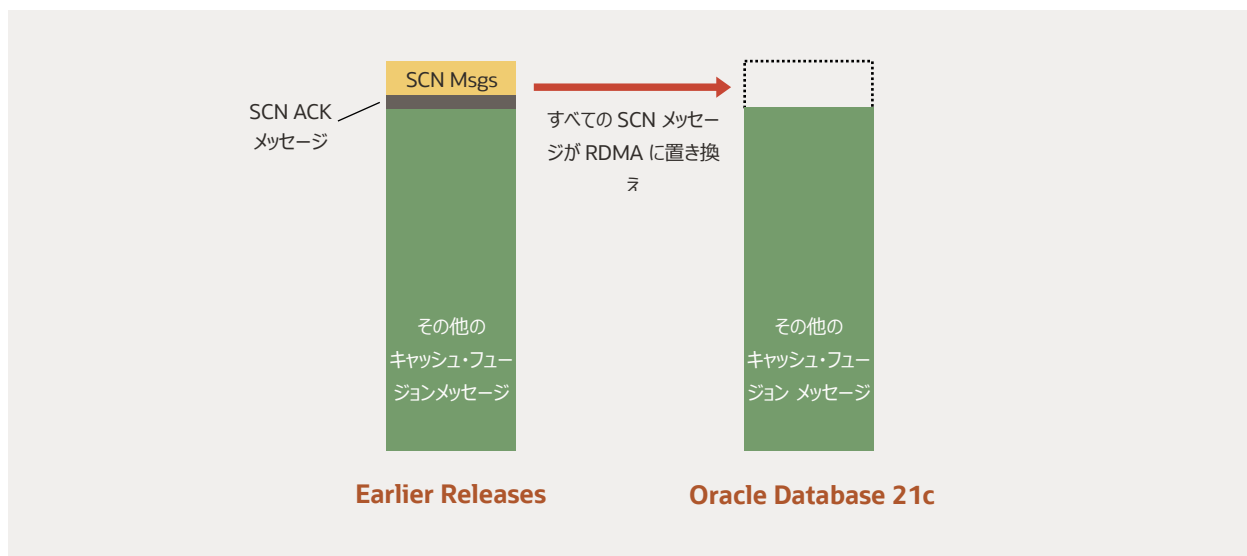 SCN Msgs
SCN ACK
メッセージ
すべての SCN メッセー
ジが RDMA に置き換
え
その他の
キャッシュ・フュー
ジョンメッセージ
その他の
キャッシュ・フュー
ジョン メッセージ
Earlier Releases
Oracle Database 21c